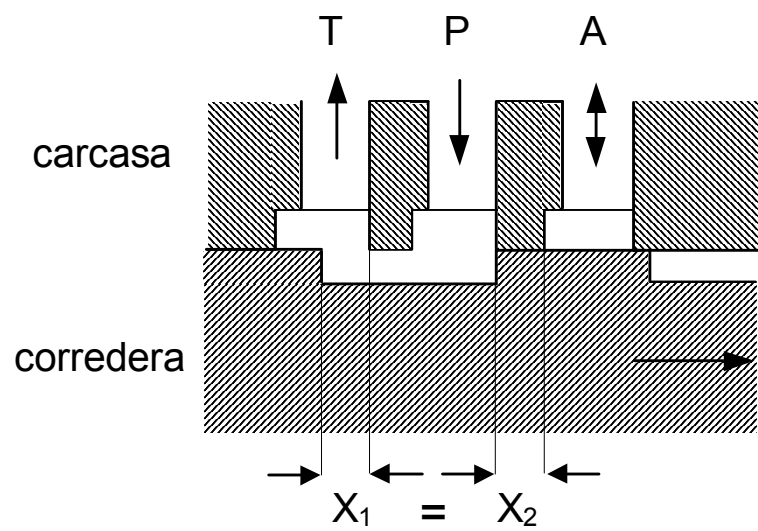 T P A
carcasa
corredera
X₁ = X₂